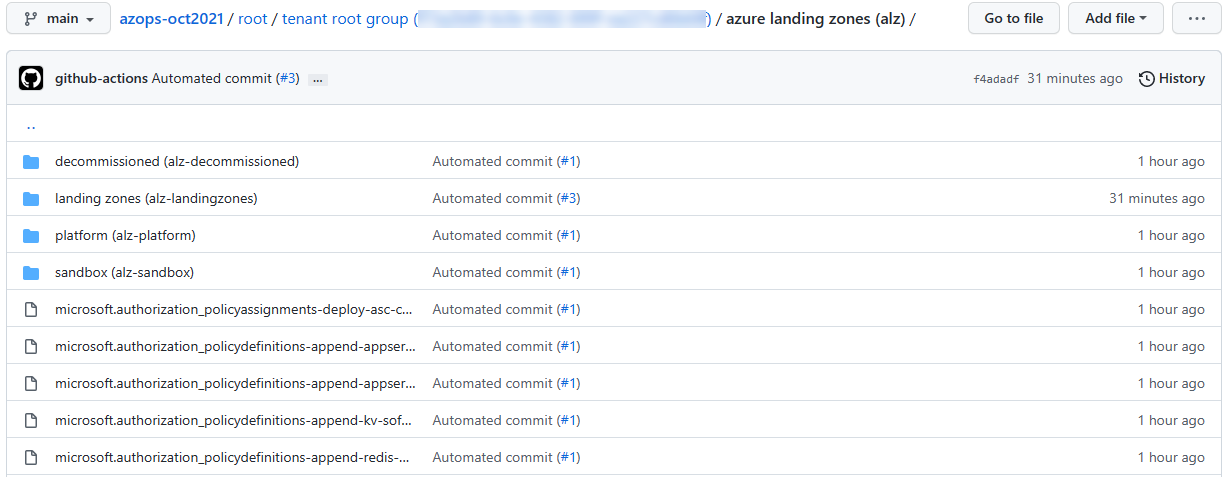 main azops-oct2021 / root / tenant root group ( ) / azure landing zones (alz) / Go to file Add file ...
github-actions Automated commit (#3) ... f4adadf 31 minutes ago History
..
decommissioned (alz-decommissioned) Automated commit (#1) 1 hour ago
landing zones (alz-landingzones) Automated commit (#3) 31 minutes ago
platform (alz-platform) Automated commit (#1) 1 hour ago
sandbox (alz-sandbox) Automated commit (#1) 1 hour ago
microsoft.authorization_policyassignments-deploy-asc-c... Automated commit (#1) 1 hour ago
microsoft.authorization_policydefinitions-append-appser... Automated commit (#1) 1 hour ago
microsoft.authorization_policydefinitions-append-appser... Automated commit (#1) 1 hour ago
microsoft.authorization_policydefinitions-append-kv-sof... Automated commit (#1) 1 hour ago
microsoft.authorization_policydefinitions-append-redis-... Automated commit (#1) 1 hour ago